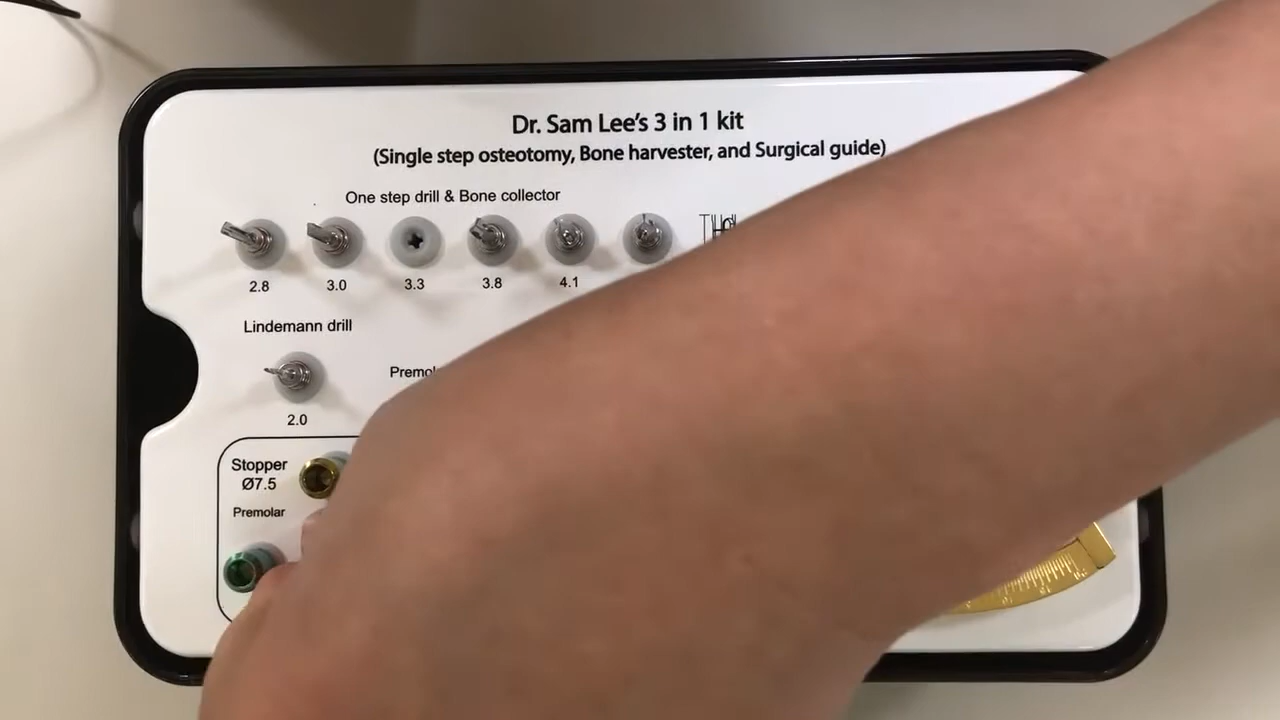 Dr. Sam Lee's 3 in 1 kit
(Single step osteotomy, Bone harvester, and Surgical guide)
One step drill & Bone collector
2.8 3.0 3.3 3.8 4.1
Lindemann drill
Premol
2.0
Stopper
Ø7.5
Premolar